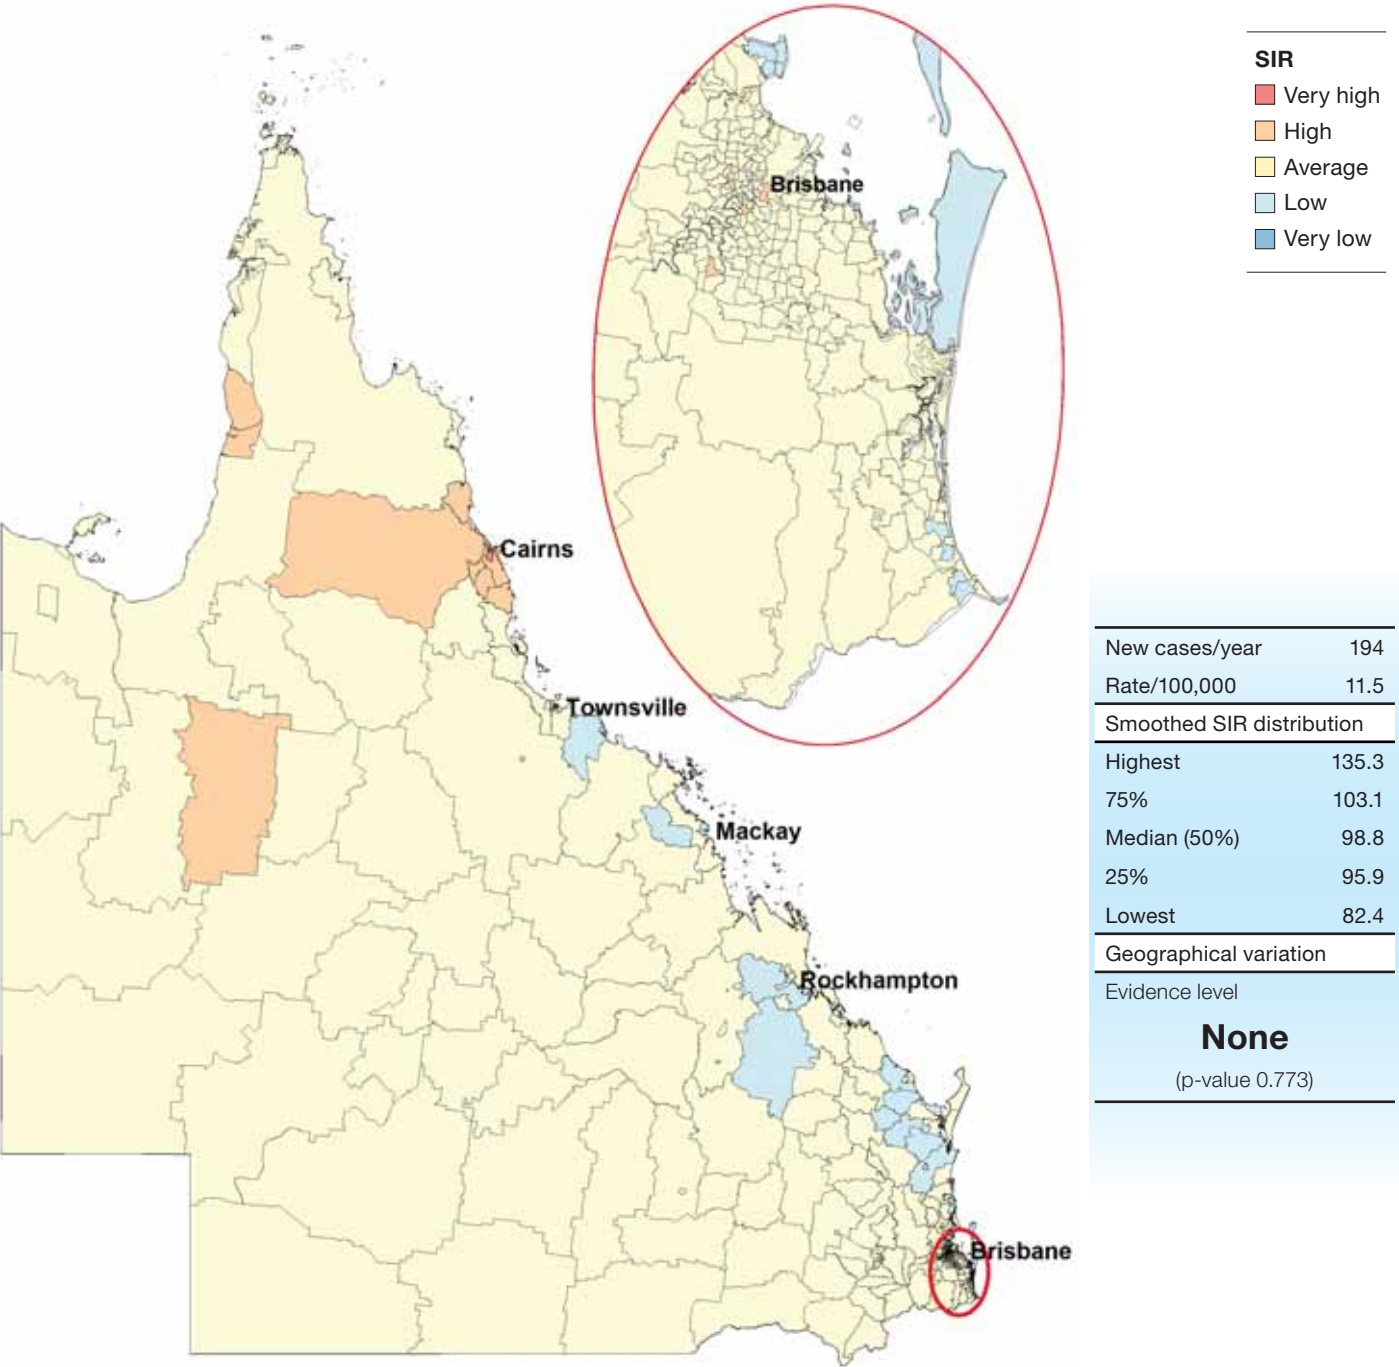 Brisbane
Cairns
Townsville
Mackay
Rockhampton
Brisbane
SIR
Very high
High
Average
Low
Very low
New cases/year 194
Rate/100,000 11.5
Smoothed SIR distribution
Highest 135.3
75% 103.1
Median (50%) 98.8
25% 95.9
Lowest 82.4
Geographical variation
Evidence level
None
(p-value 0.773)